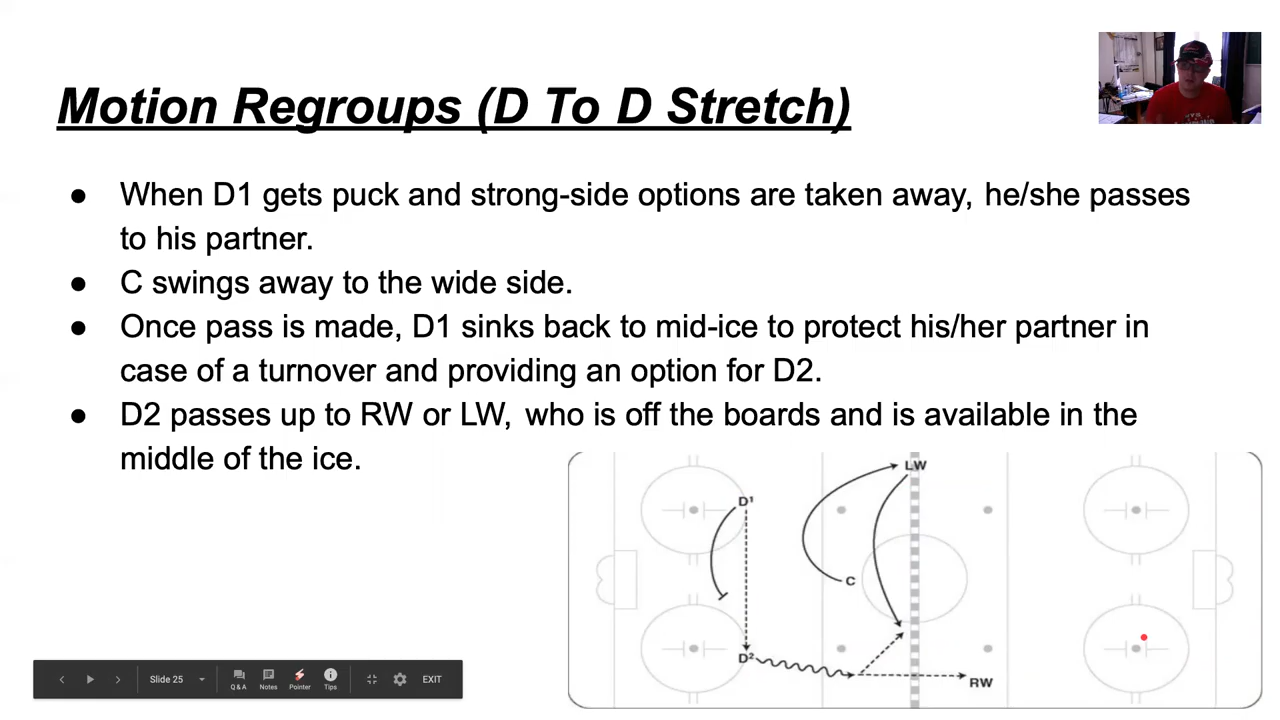 Motion Regroups (D To D Stretch)
● When D1 gets puck and strong-side options are taken away, he/she passes
to his partner.
● C swings away to the wide side.
● Once pass is made, D1 sinks back to mid-ice to protect his/her partner in
case of a turnover and providing an option for D2.
● D2 passes up to RW or LW, who is off the boards and is available in the
middle of the ice.
LW
D¹
C
D²
RW
Slide 25
Q&A
Notes
Pointer
Tips
EXIT